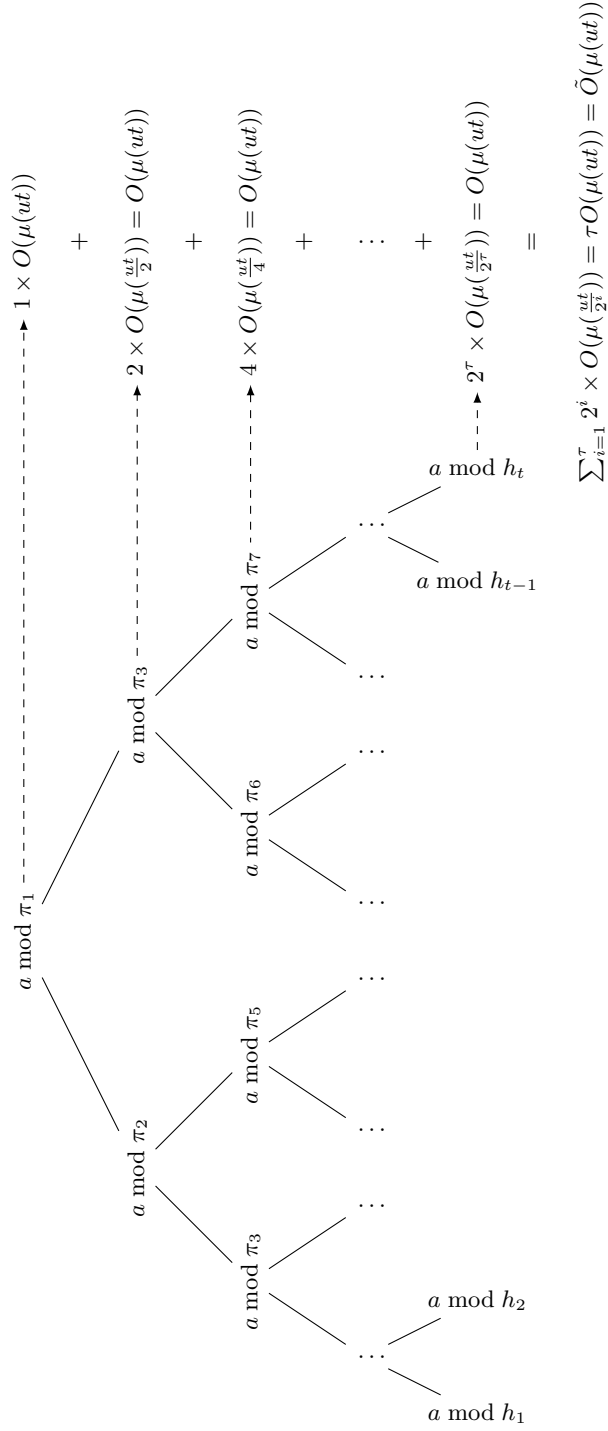 a mod π₁ 1 × O(μ(ut))
+
a mod π₂ a mod π₃ 2 × O(μ(ut/2)) = O(μ(ut))
+
a mod π₃ a mod π₅ a mod π₆ a mod π₇ 4 × O(μ(ut/4)) = O(μ(ut))
+
... ... ... ... ... ... ... ... ...
+
a mod h₁ a mod h₂ a mod hₜ₋₁ a mod hₜ 2^τ × O(μ(ut/2^τ)) = O(μ(ut))
=
∑_{i=1}^{τ} 2^i × O(μ(ut/2^i)) = τO(μ(ut)) = Õ(μ(ut))